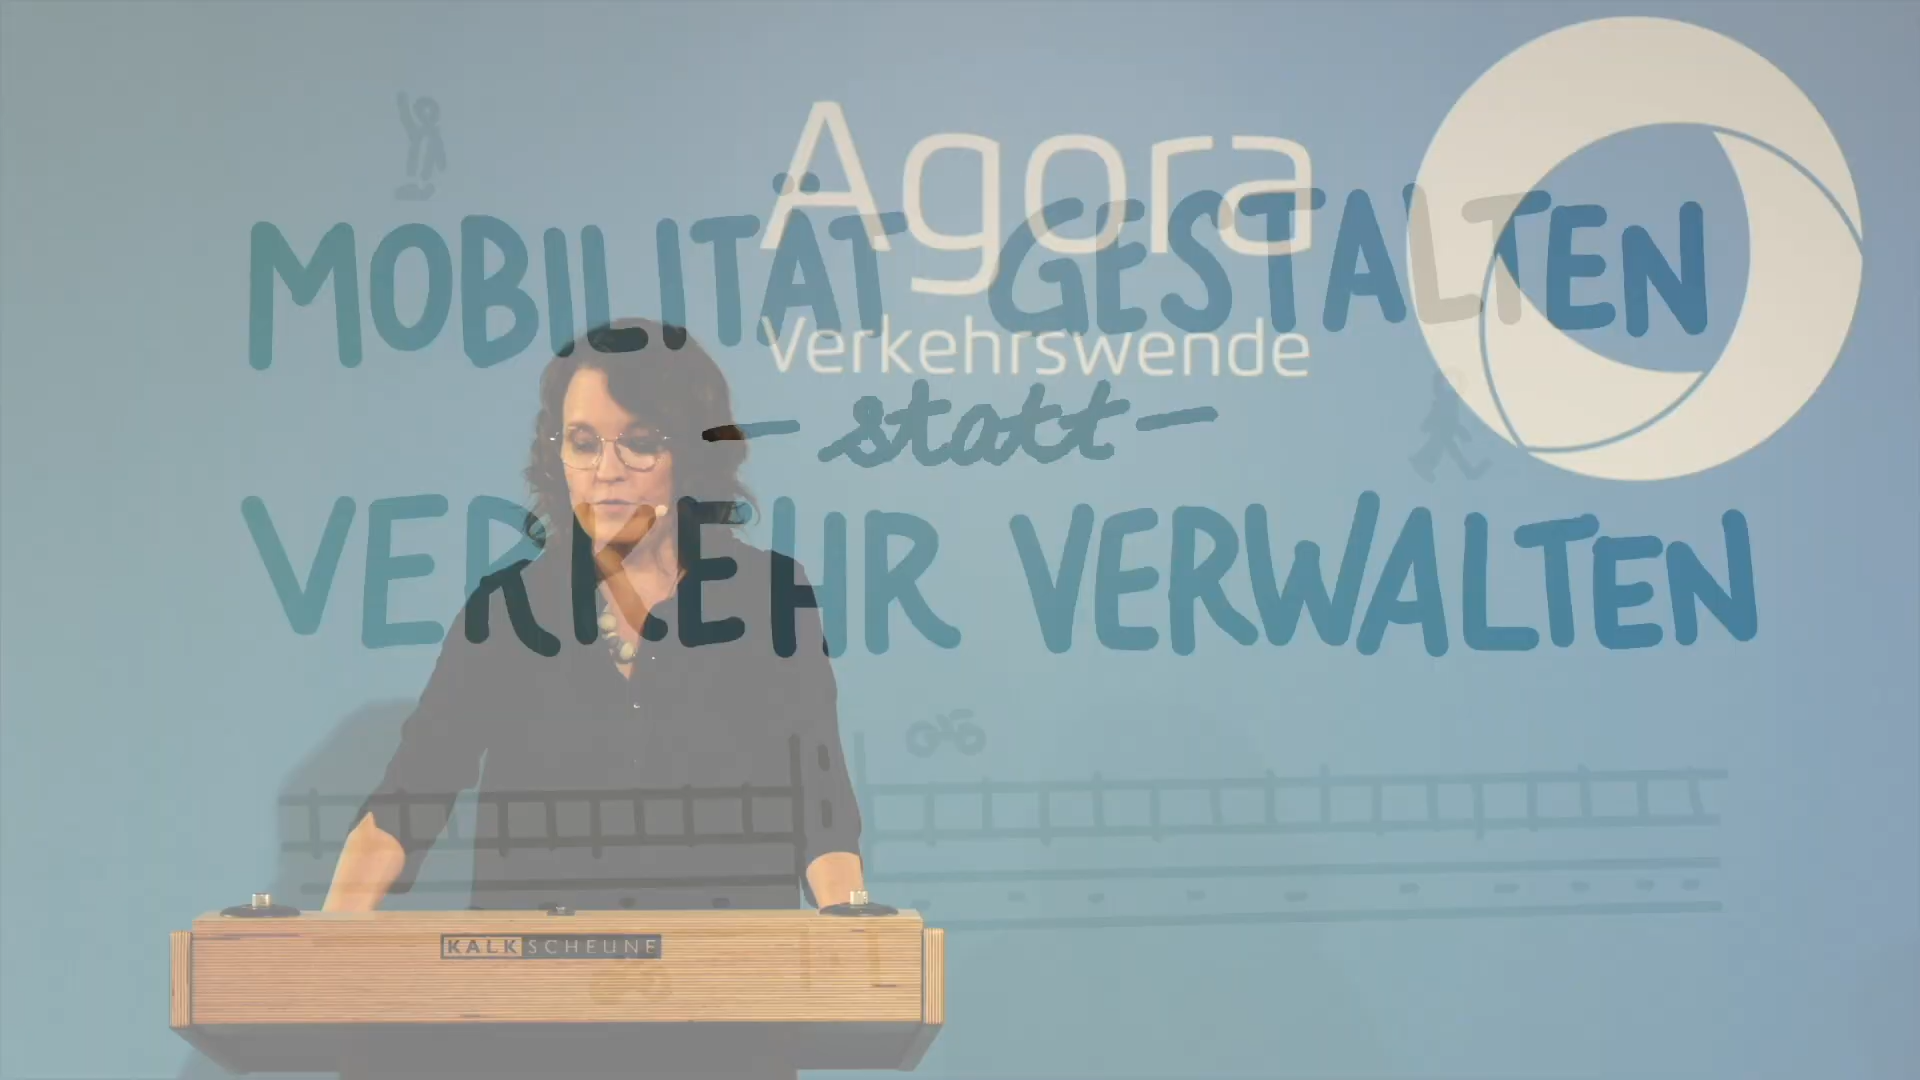 Agora
Verkehrswende
MOBILITÄT GESTALTEN
- statt -
VERKEHR VERWALTEN
KALKSCHEUNE